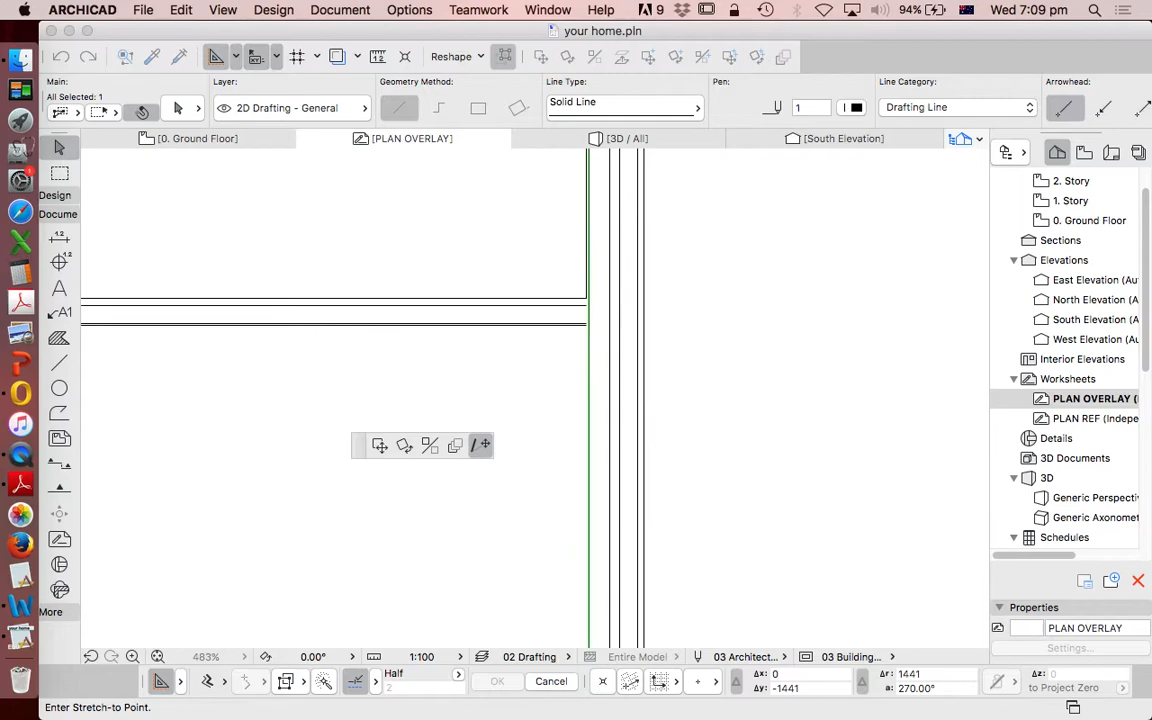 ARCHICAD File Edit View Design Document Options Teamwork Window Help 9 94% Wed 7:09 pm
your home.pln
Reshape
Main: Layer: Geometry Method: Line Type: Pen: Line Category: Arrowhead:
All Selected: 1
2D Drafting - General
Solid Line
1
Drafting Line
[0. Ground Floor] [PLAN OVERLAY] [3D / All] [South Elevation]
Design
Docume
More
2. Story
1. Story
0. Ground Floor
Sections
Elevations
East Elevation (Au
North Elevation (A
South Elevation (A
West Elevation (Au
Interior Elevations
Worksheets
PLAN OVERLAY (I
PLAN REF (Indepe
Details
3D Documents
3D
Generic Perspecti
Generic Axonomet
Schedules
Properties
PLAN OVERLAY
Settings...
483% 0.00° 1:100 02 Drafting Entire Model 03 Architect... 03 Building...
Half
2
OK Cancel
Δx: 0
Δy: -1441
Δr: 1441
a: 270.00°
Δz: 0
to Project Zero
Enter Stretch-to Point.